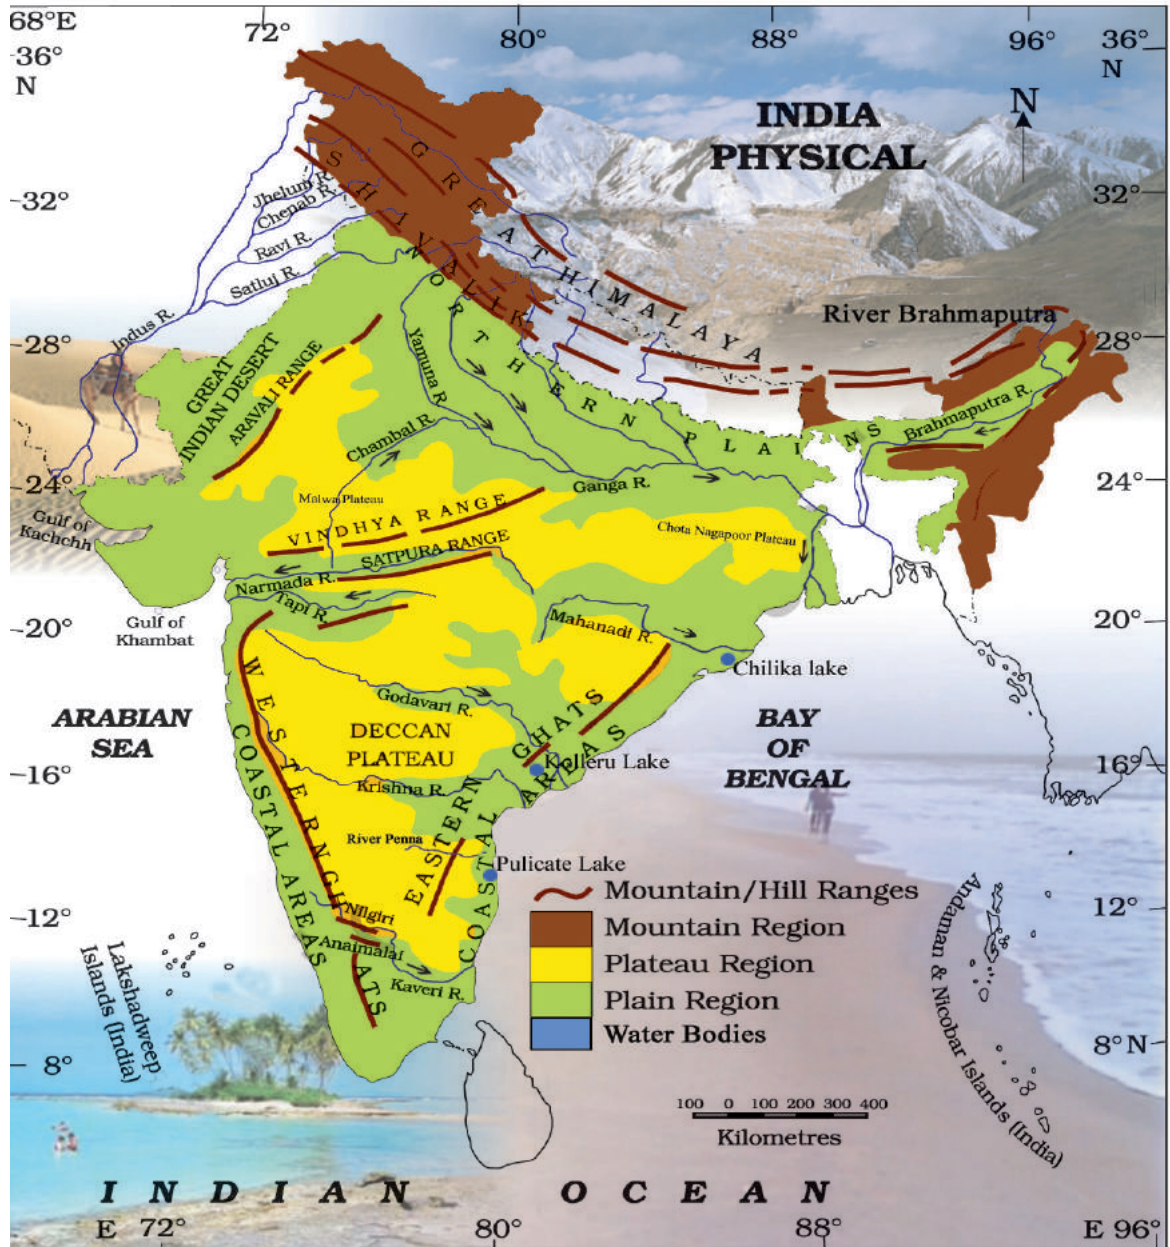 68°E
72°
80°
88°
96°
36°
N
36°
N
N
INDIA
PHYSICAL
GREAT HIMALAYA
SHIVALIK
Jhelum R.
Chenab R.
32°
32°
Ravi R.
Satluj R.
Indus R.
River Brahmaputra
28°
28°
GREAT
INDIAN DESERT
ARAVALI RANGE
Yamuna R
NORTHERN PLAINS
Brahmaputra R.
Chambal R.
24°
24°
Malwa Plateau
Ganga R.
Gulf of
Kachchh
VINDHYA RANGE
Chota Nagapoor Plateau
SATPURA RANGE
Narmada R.
Tapi R.
Gulf of
Khambat
20°
20°
Mahanadi R.
Chilika lake
Godavari R.
ARABIAN
SEA
BAY
OF
BENGAL
DECCAN
PLATEAU
WESTERN GHATS
COASTAL AREAS
EASTERN GHATS
COASTAL AREAS
Kolleru Lake
16°
16°
Krishna R.
River Penna
Pulicate Lake
Nilgiri
Anaimalai
Kaveri R.
12°
12°
Mountain/Hill Ranges
Mountain Region
Plateau Region
Plain Region
Water Bodies
Lakshadweep
Islands (India)
Andaman & Nicobar Islands (India)
8°
8°N
100 0 100 200 300 400
Kilometres
INDIAN OCEAN
E 72°
80°
88°
E 96°